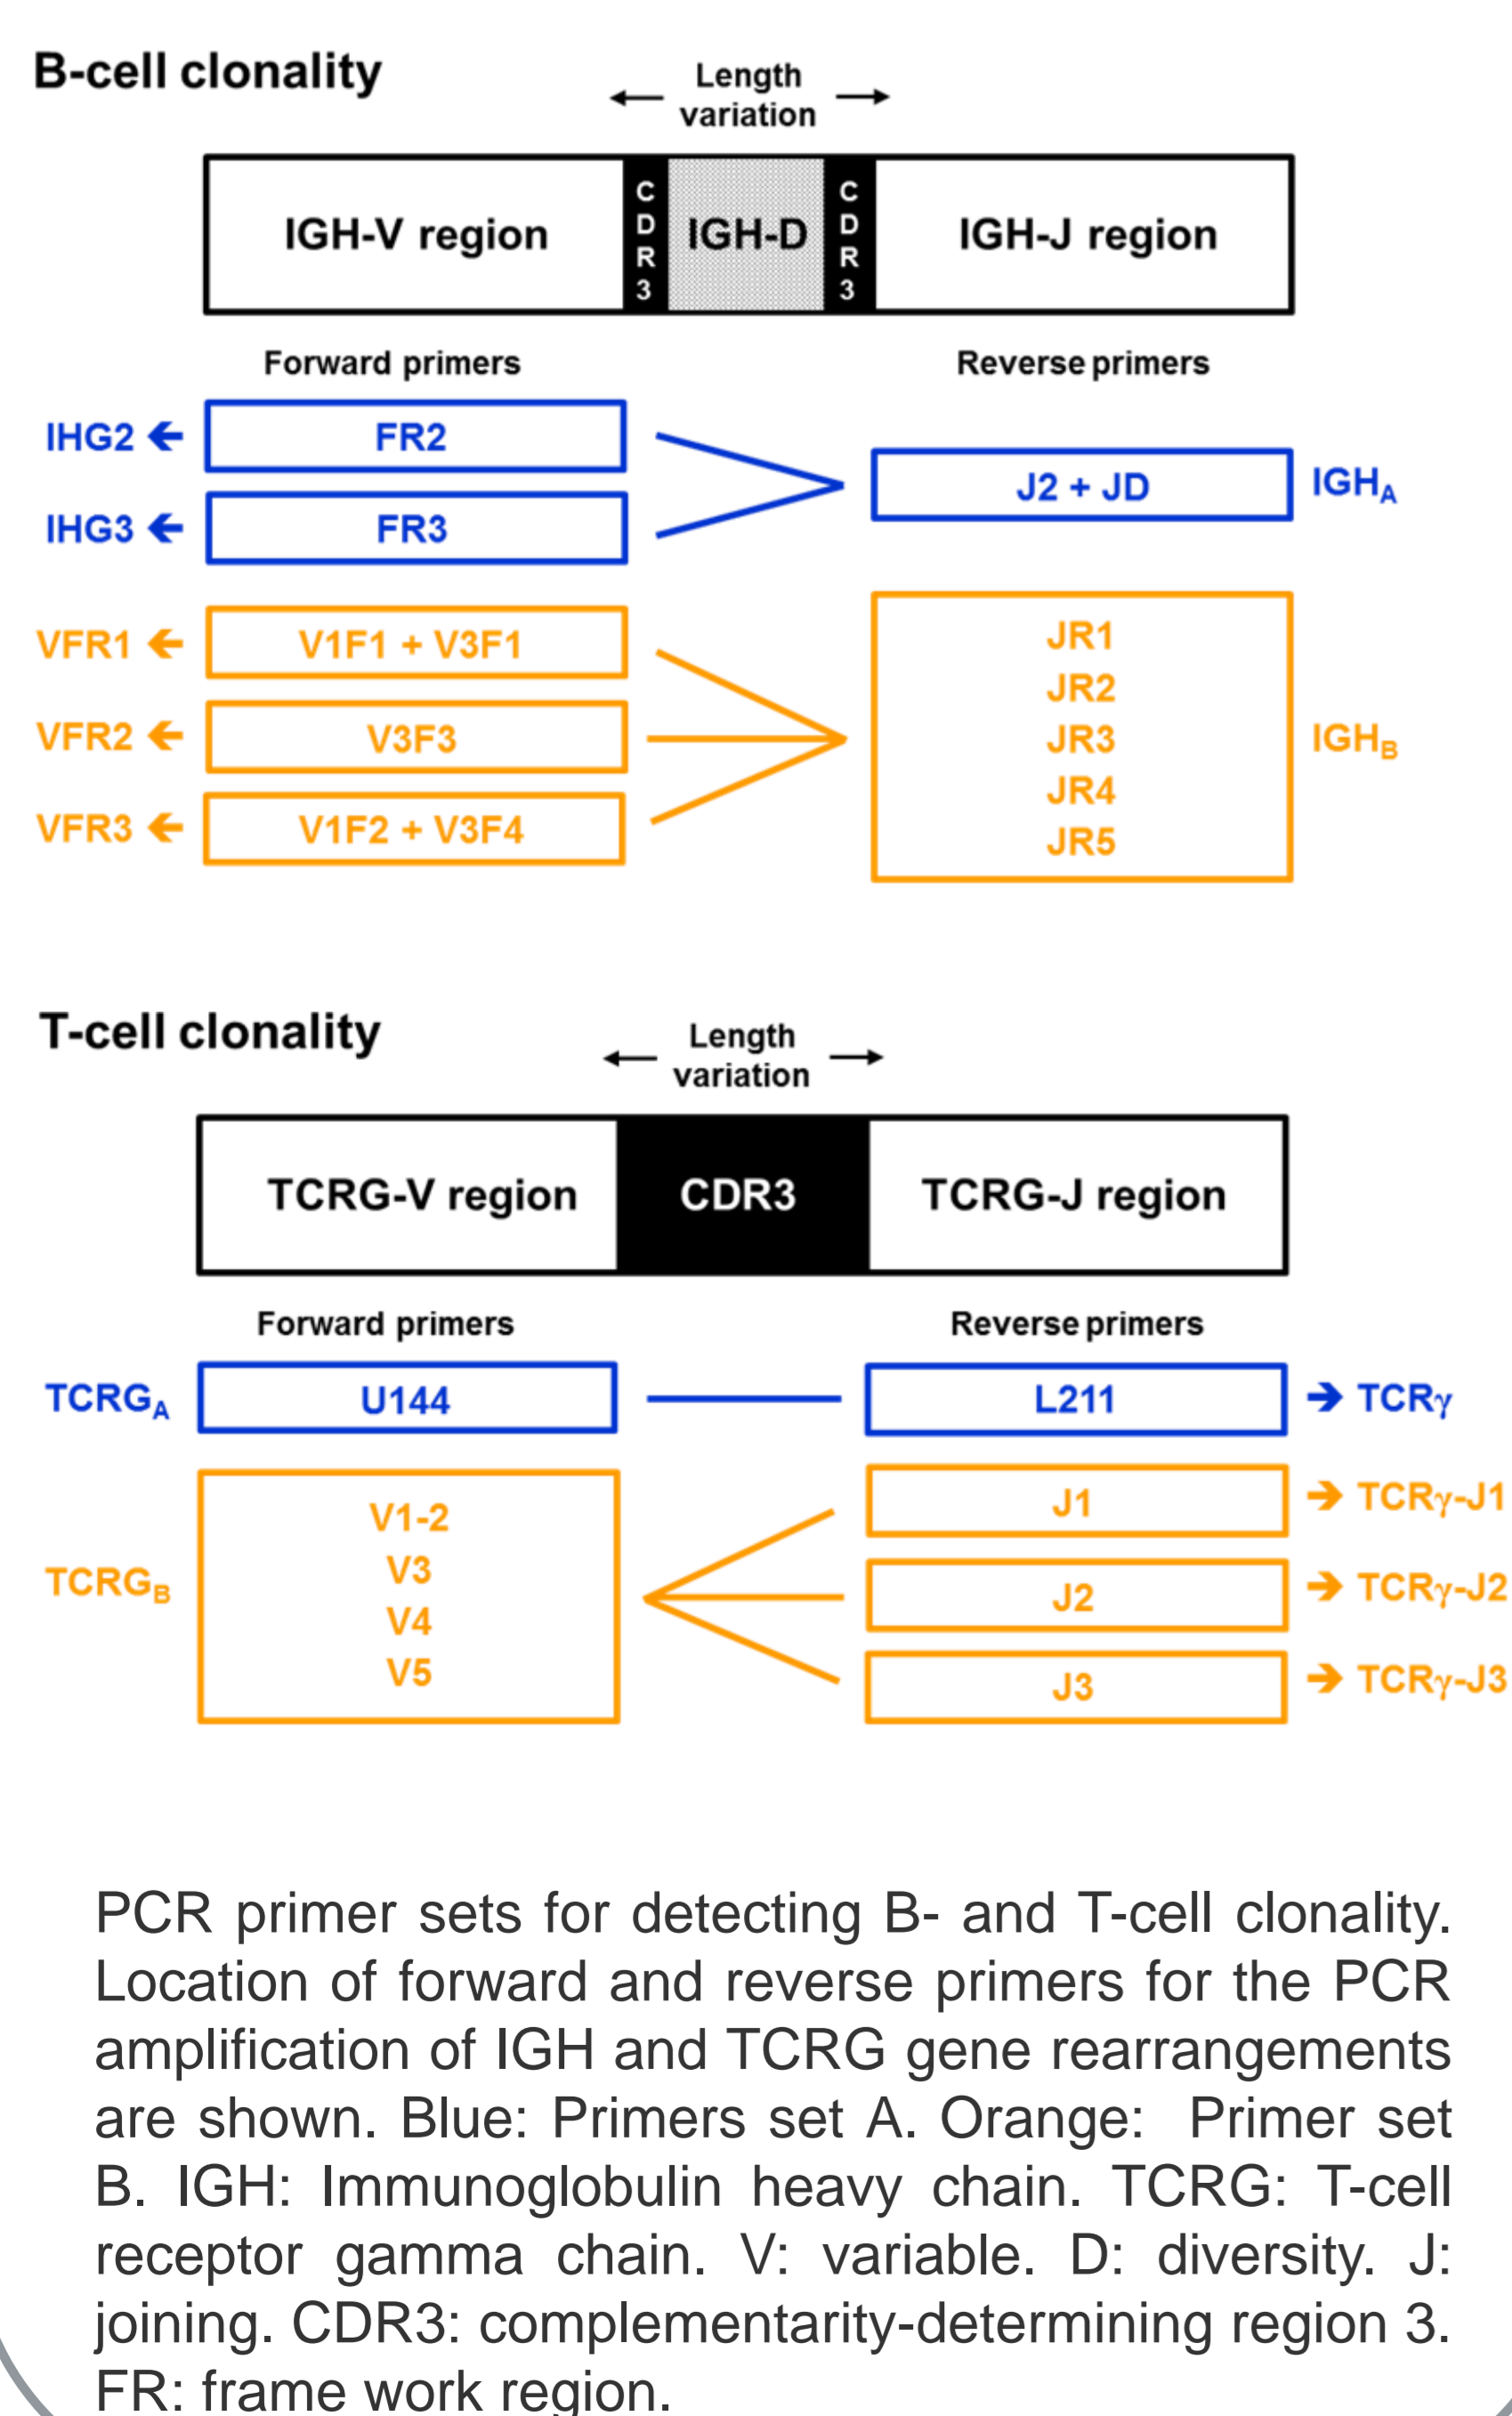 B-cell clonality
Length
variation
IGH-V region
CDR3
IGH-D
CDR3
IGH-J region
Forward primers
Reverse primers
IHG2
FR2
IHG3
FR3
J2 + JD
IGHA
VFR1
V1F1 + V3F1
VFR2
V3F3
VFR3
V1F2 + V3F4
JR1
JR2
JR3
JR4
JR5
IGHB
T-cell clonality
Length
variation
TCRG-V region
CDR3
TCRG-J region
Forward primers
Reverse primers
TCRGA
U144
L211
TCRγ
TCRGB
V1-2
V3
V4
V5
J1
TCRγ-J1
J2
TCRγ-J2
J3
TCRγ-J3
PCR primer sets for detecting B- and T-cell clonality.
Location of forward and reverse primers for the PCR
amplification of IGH and TCRG gene rearrangements
are shown. Blue: Primers set A. Orange: Primer set
B. IGH: Immunoglobulin heavy chain. TCRG: T-cell
receptor gamma chain. V: variable. D: diversity. J:
joining. CDR3: complementarity-determining region 3.
FR: frame work region.